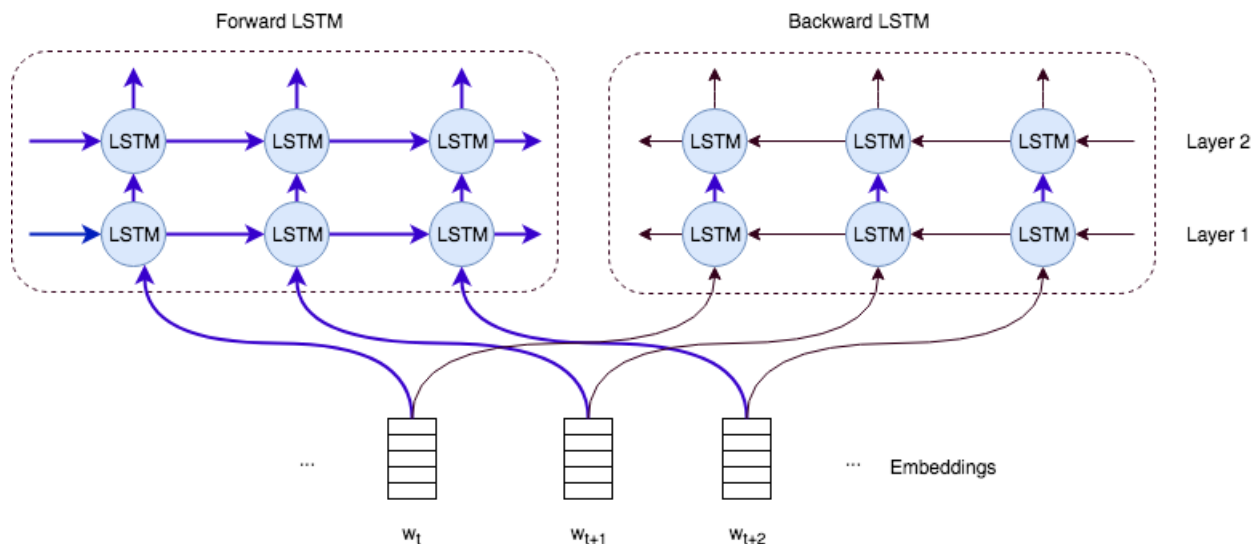 Forward LSTM
Backward LSTM
LSTM LSTM LSTM LSTM LSTM LSTM Layer 2
LSTM LSTM LSTM LSTM LSTM LSTM Layer 1
... ... Embeddings
wt wt+1 wt+2